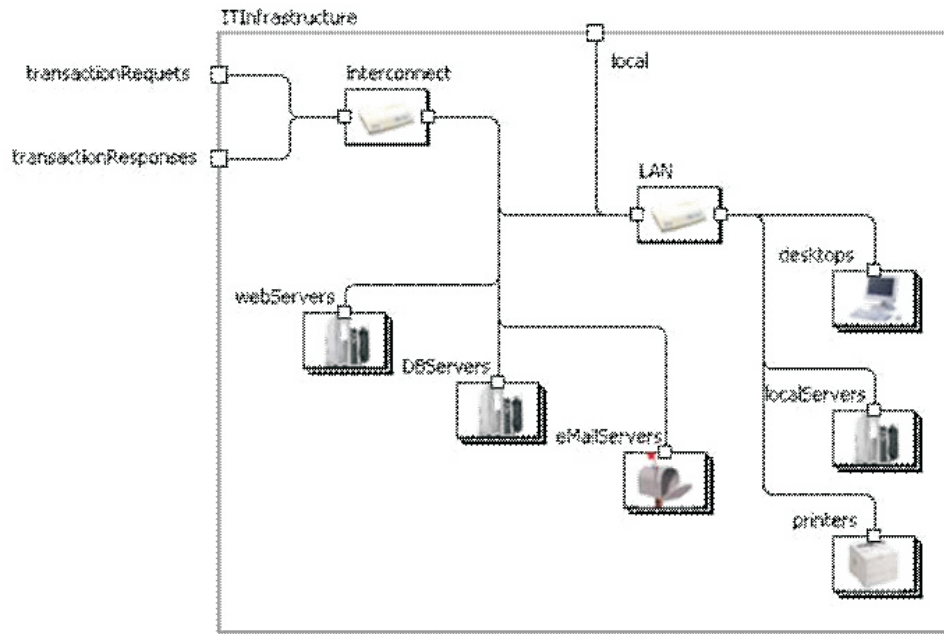 ITInfrastructure
transactionRequets
interconnect
local
transactionResponses
LAN
desktops
webServers
DBServers
localServers
eMailServers
printers